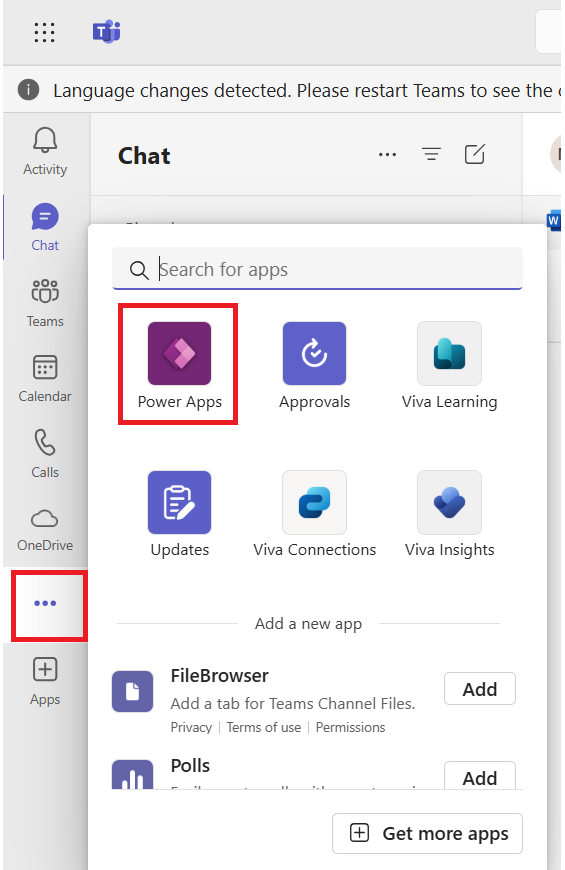 Language changes detected. Please restart Teams to see the
Activity
Chat
Teams
Calendar
Calls
OneDrive
Apps
Chat
Search for apps
Power Apps
Approvals
Viva Learning
Updates
Viva Connections
Viva Insights
Add a new app
FileBrowser
Add a tab for Teams Channel Files.
Privacy
Terms of use
Permissions
Add
Polls
Add
Get more apps